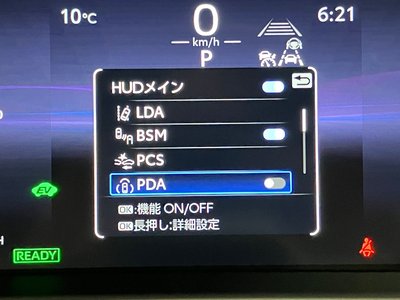 10℃
0
km/h
P
6:21
HUDメイン
LDA
BSM
PCS
PDA
OK:機能 ON/OFF
OK長押し:詳細設定
EV
READY